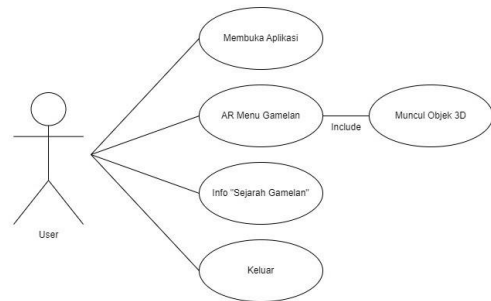 Membuka Aplikasi
AR Menu Gamelan
Include
Muncul Objek 3D
Info "Sejarah Gamelan"
User
Keluar